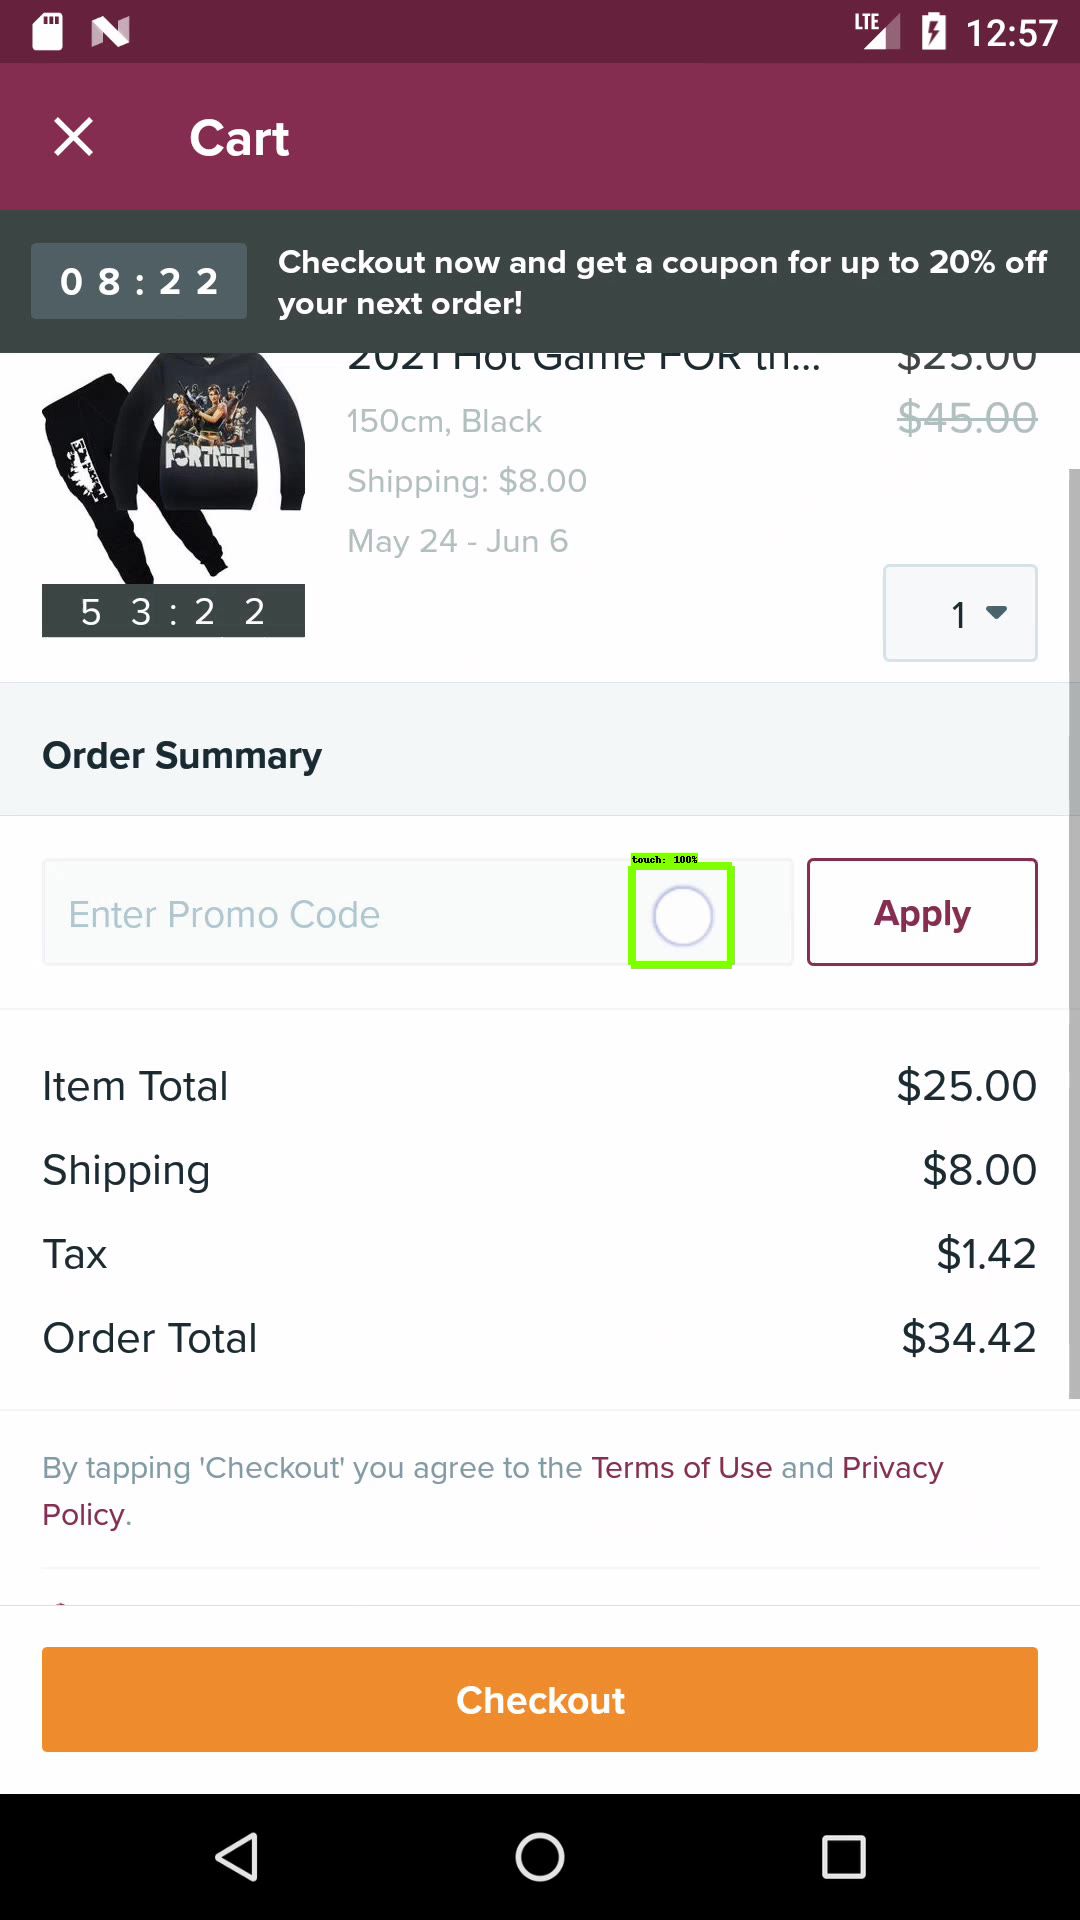 LTE 12:57
Cart
08:22
Checkout now and get a coupon for up to 20% off
your next order!
2021 Hot Game FOR th... $25.00
150cm, Black $45.00
Shipping: $8.00
May 24 - Jun 6
FORTNITE
53:22
1
Order Summary
touch: 100%
Enter Promo Code
Apply
Item Total $25.00
Shipping $8.00
Tax $1.42
Order Total $34.42
By tapping 'Checkout' you agree to the Terms of Use and Privacy
Policy.
Checkout